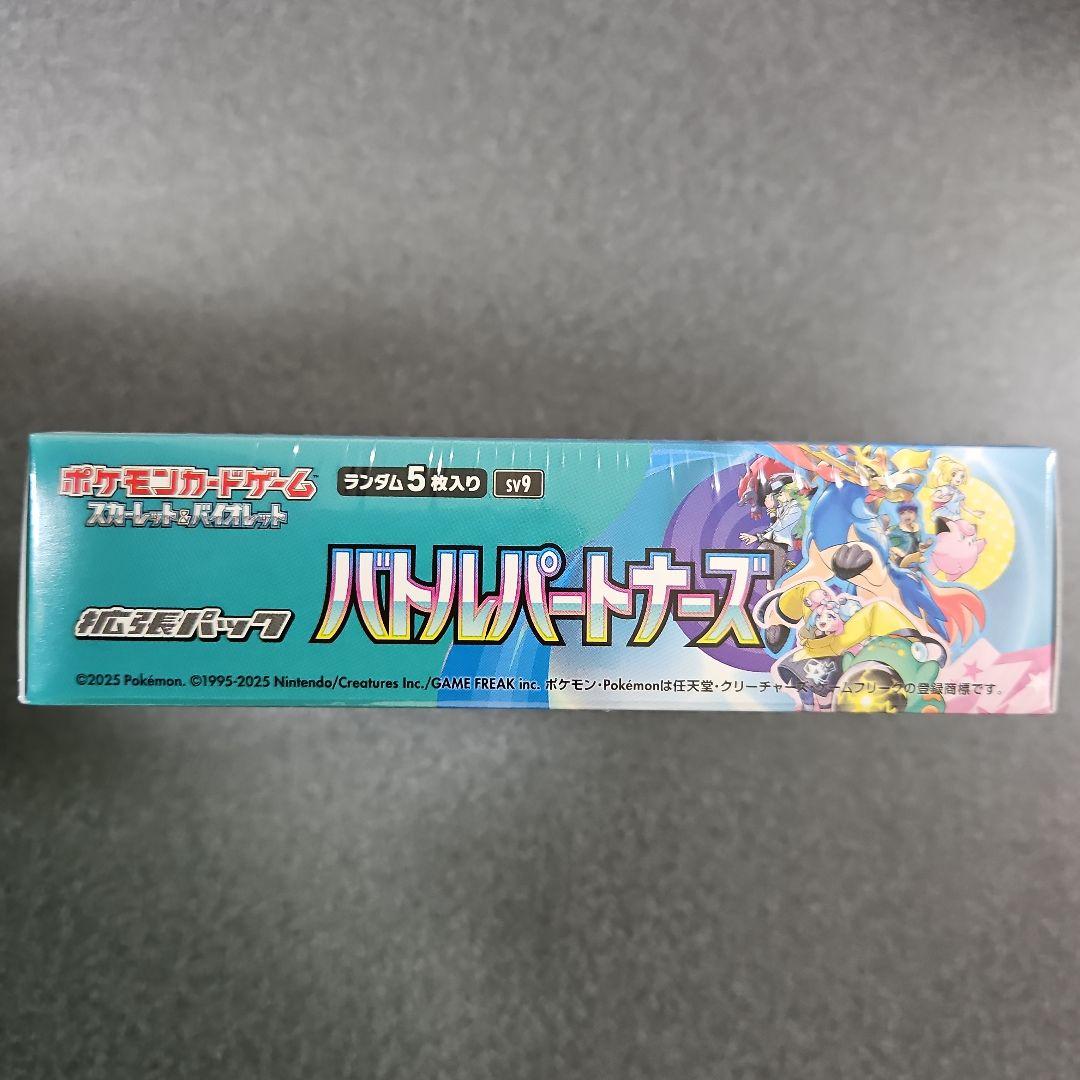 ポケモンカードゲーム
スカーレット&バイオレット
ランダム5枚入り
SV9
拡張パック
バトルパートナーズ
©2025 Pokémon. ©1995-2025 Nintendo/Creatures Inc./GAME FREAK inc. ポケモン・Pokémonは任天堂・クリーチャーズ・ゲームフリークの登録商標です。